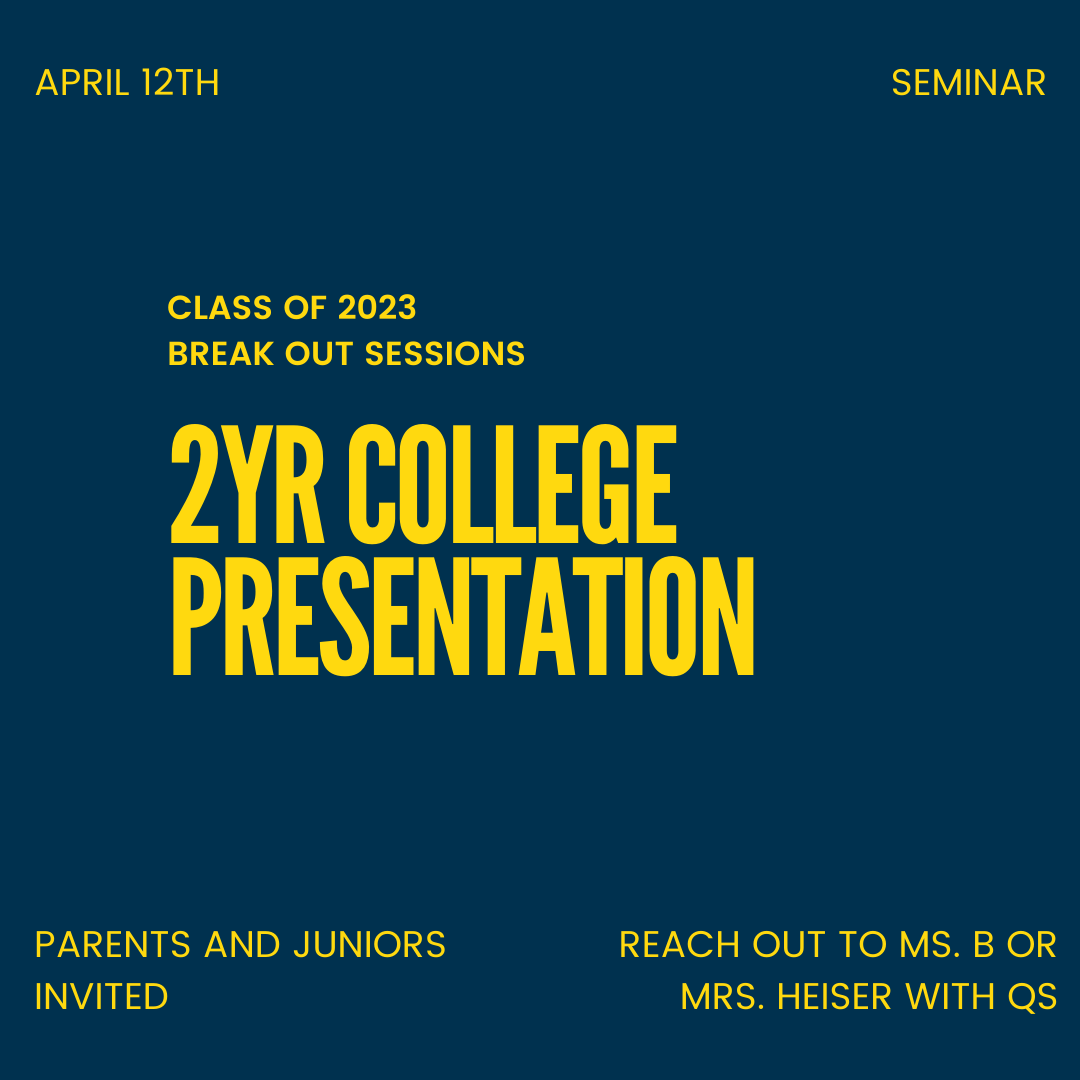 APRIL 12TH
SEMINAR
CLASS OF 2023
BREAK OUT SESSIONS
2YR COLLEGE
PRESENTATION
PARENTS AND JUNIORS
INVITED
REACH OUT TO MS. B OR
MRS. HEISER WITH QS